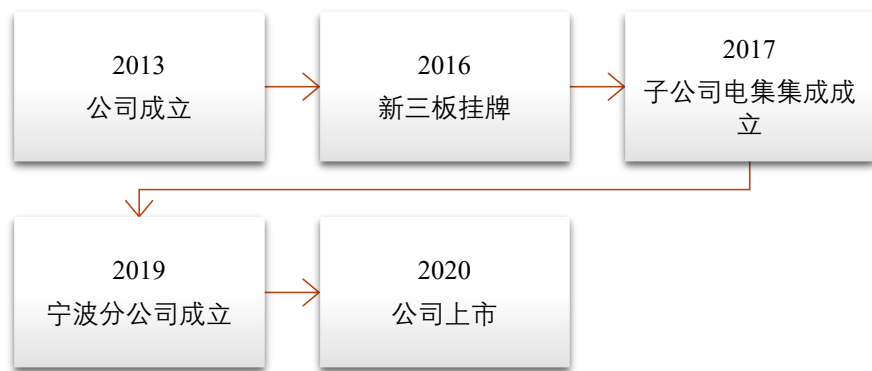 2013
公司成立
2016
新三板挂牌
2017
子公司电集集成成
立
2019
宁波分公司成立
2020
公司上市